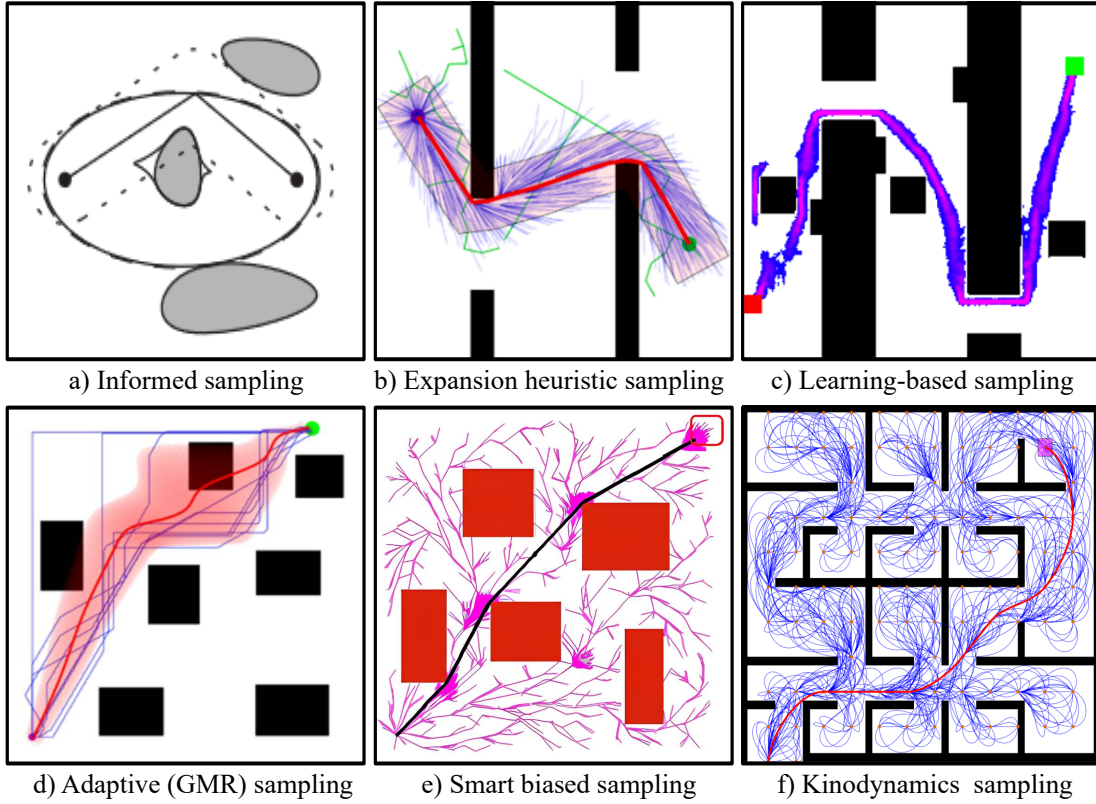 a) Informed sampling
b) Expansion heuristic sampling
c) Learning-based sampling
d) Adaptive (GMR) sampling
e) Smart biased sampling
f) Kinodynamics sampling